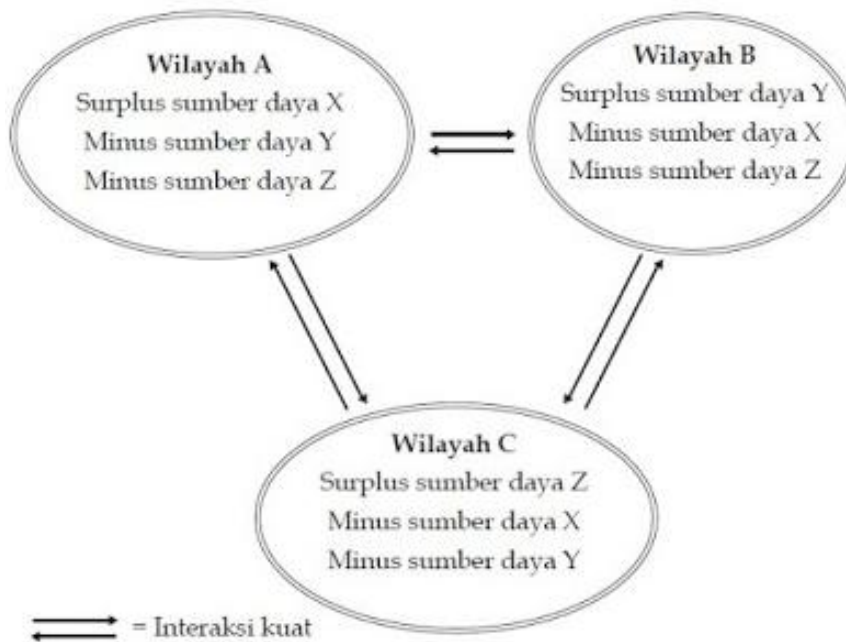 Wilayah A
Surplus sumber daya X
Minus sumber daya Y
Minus sumber daya Z
Wilayah B
Surplus sumber daya Y
Minus sumber daya X
Minus sumber daya Z
Wilayah C
Surplus sumber daya Z
Minus sumber daya X
Minus sumber daya Y
= Interaksi kuat